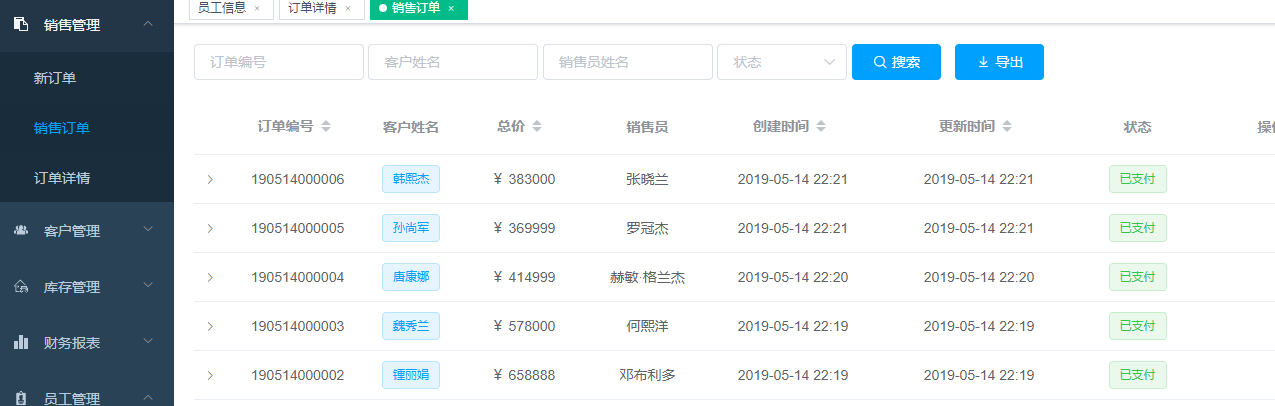 销售管理
新订单
销售订单
订单详情
客户管理
库存管理
财务报表
员工管理
员工信息 × 订单详情 × 销售订单 ×
订单编号 客户姓名 销售员姓名 状态 搜索 导出
订单编号 客户姓名 总价 销售员 创建时间 更新时间 状态
190514000006 韩熙杰 ¥ 383000 张晓兰 2019-05-14 22:21 2019-05-14 22:21 已支付
190514000005 孙尚军 ¥ 369999 罗冠杰 2019-05-14 22:21 2019-05-14 22:21 已支付
190514000004 唐康娜 ¥ 414999 赫敏·格兰杰 2019-05-14 22:20 2019-05-14 22:20 已支付
190514000003 魏秀兰 ¥ 578000 何熙洋 2019-05-14 22:19 2019-05-14 22:19 已支付
190514000002 锺丽娟 ¥ 658888 邓布利多 2019-05-14 22:19 2019-05-14 22:19 已支付